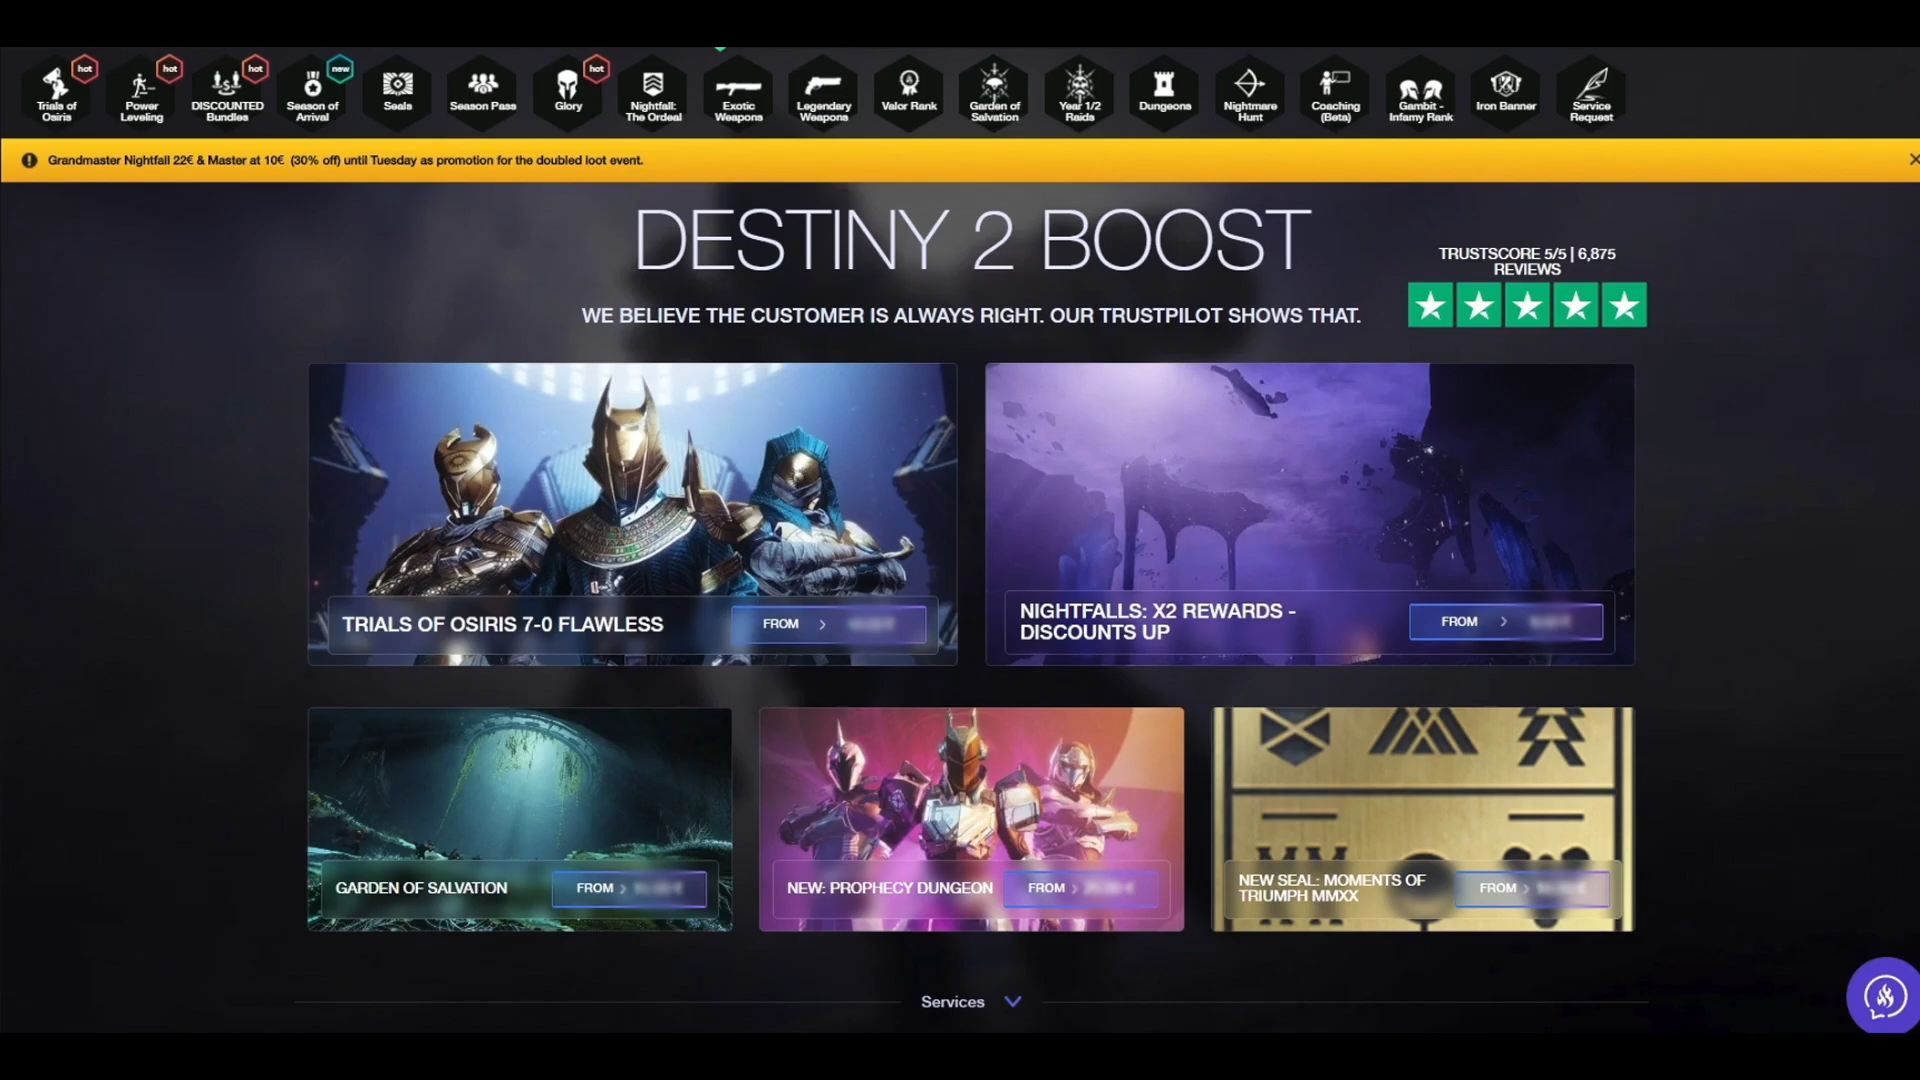 hot
hot
hot
new
hot
Trials of
Osiris
Power
Leveling
DISCOUNTED
Bundles
Season of
Arrival
Seals
Season Pass
Glory
Nightfall:
The Ordeal
Exotic
Weapons
Legendary
Weapons
Valor Rank
Garden of
Salvation
Year 1/2
Raids
Dungeons
Nightmare
Hunt
Coaching
(Beta)
Gambit -
Infamy Rank
Iron Banner
Service
Request
Grandmaster Nightfall 22€ & Master at 10€ (30% off) until Tuesday as promotion for the doubled loot event.
DESTINY 2 BOOST
WE BELIEVE THE CUSTOMER IS ALWAYS RIGHT. OUR TRUSTPILOT SHOWS THAT.
TRUSTSCORE 5/5 | 6,875
REVIEWS
TRIALS OF OSIRIS 7-0 FLAWLESS
FROM >
NIGHTFALLS: X2 REWARDS -
DISCOUNTS UP
FROM >
GARDEN OF SALVATION
FROM >
NEW: PROPHECY DUNGEON
FROM >
NEW SEAL: MOMENTS OF
TRIUMPH MMXX
FROM >
Services